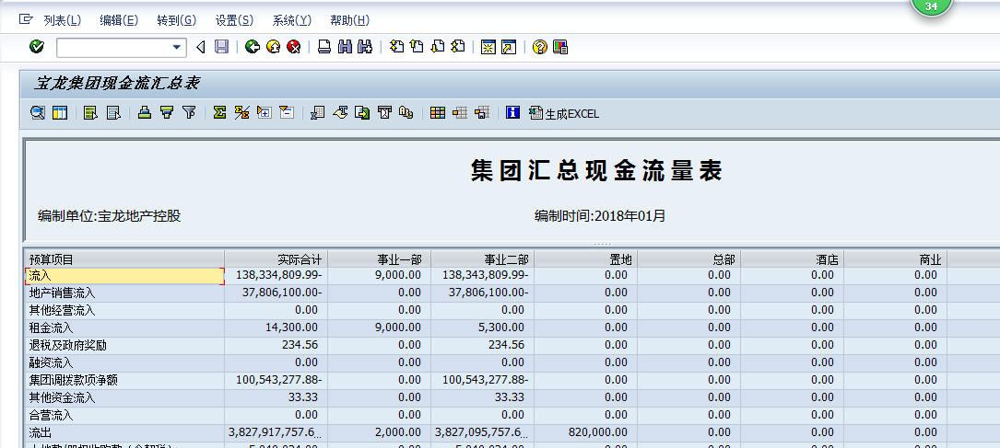 34
列表(L) 编辑(E) 转到(G) 设置(S) 系统(Y) 帮助(H)
宝龙集团现金流汇总表
生成EXCEL
集团汇总现金流量表
编制单位:宝龙地产控股 编制时间:2018年01月
预算项目 实际合计 事业一部 事业二部 置地 总部 酒店 商业
流入 138,334,809.99- 9,000.00 138,343,809.99- 0.00 0.00 0.00 0.00
地产销售流入 37,806,100.00- 0.00 37,806,100.00- 0.00 0.00 0.00 0.00
其他经营流入 0.00 0.00 0.00 0.00 0.00 0.00 0.00
租金流入 14,300.00 9,000.00 5,300.00 0.00 0.00 0.00 0.00
退税及政府奖励 234.56 0.00 234.56 0.00 0.00 0.00 0.00
融资流入 0.00 0.00 0.00 0.00 0.00 0.00 0.00
集团调拨款项净额 100,543,277.88- 0.00 100,543,277.88- 0.00 0.00 0.00 0.00
其他资金流入 33.33 0.00 33.33 0.00 0.00 0.00 0.00
合营流入 0.00 0.00 0.00 0.00 0.00 0.00 0.00
流出 3,827,917,757.6... 2,000.00 3,827,095,757.6... 820,000.00 0.00 0.00 0.00